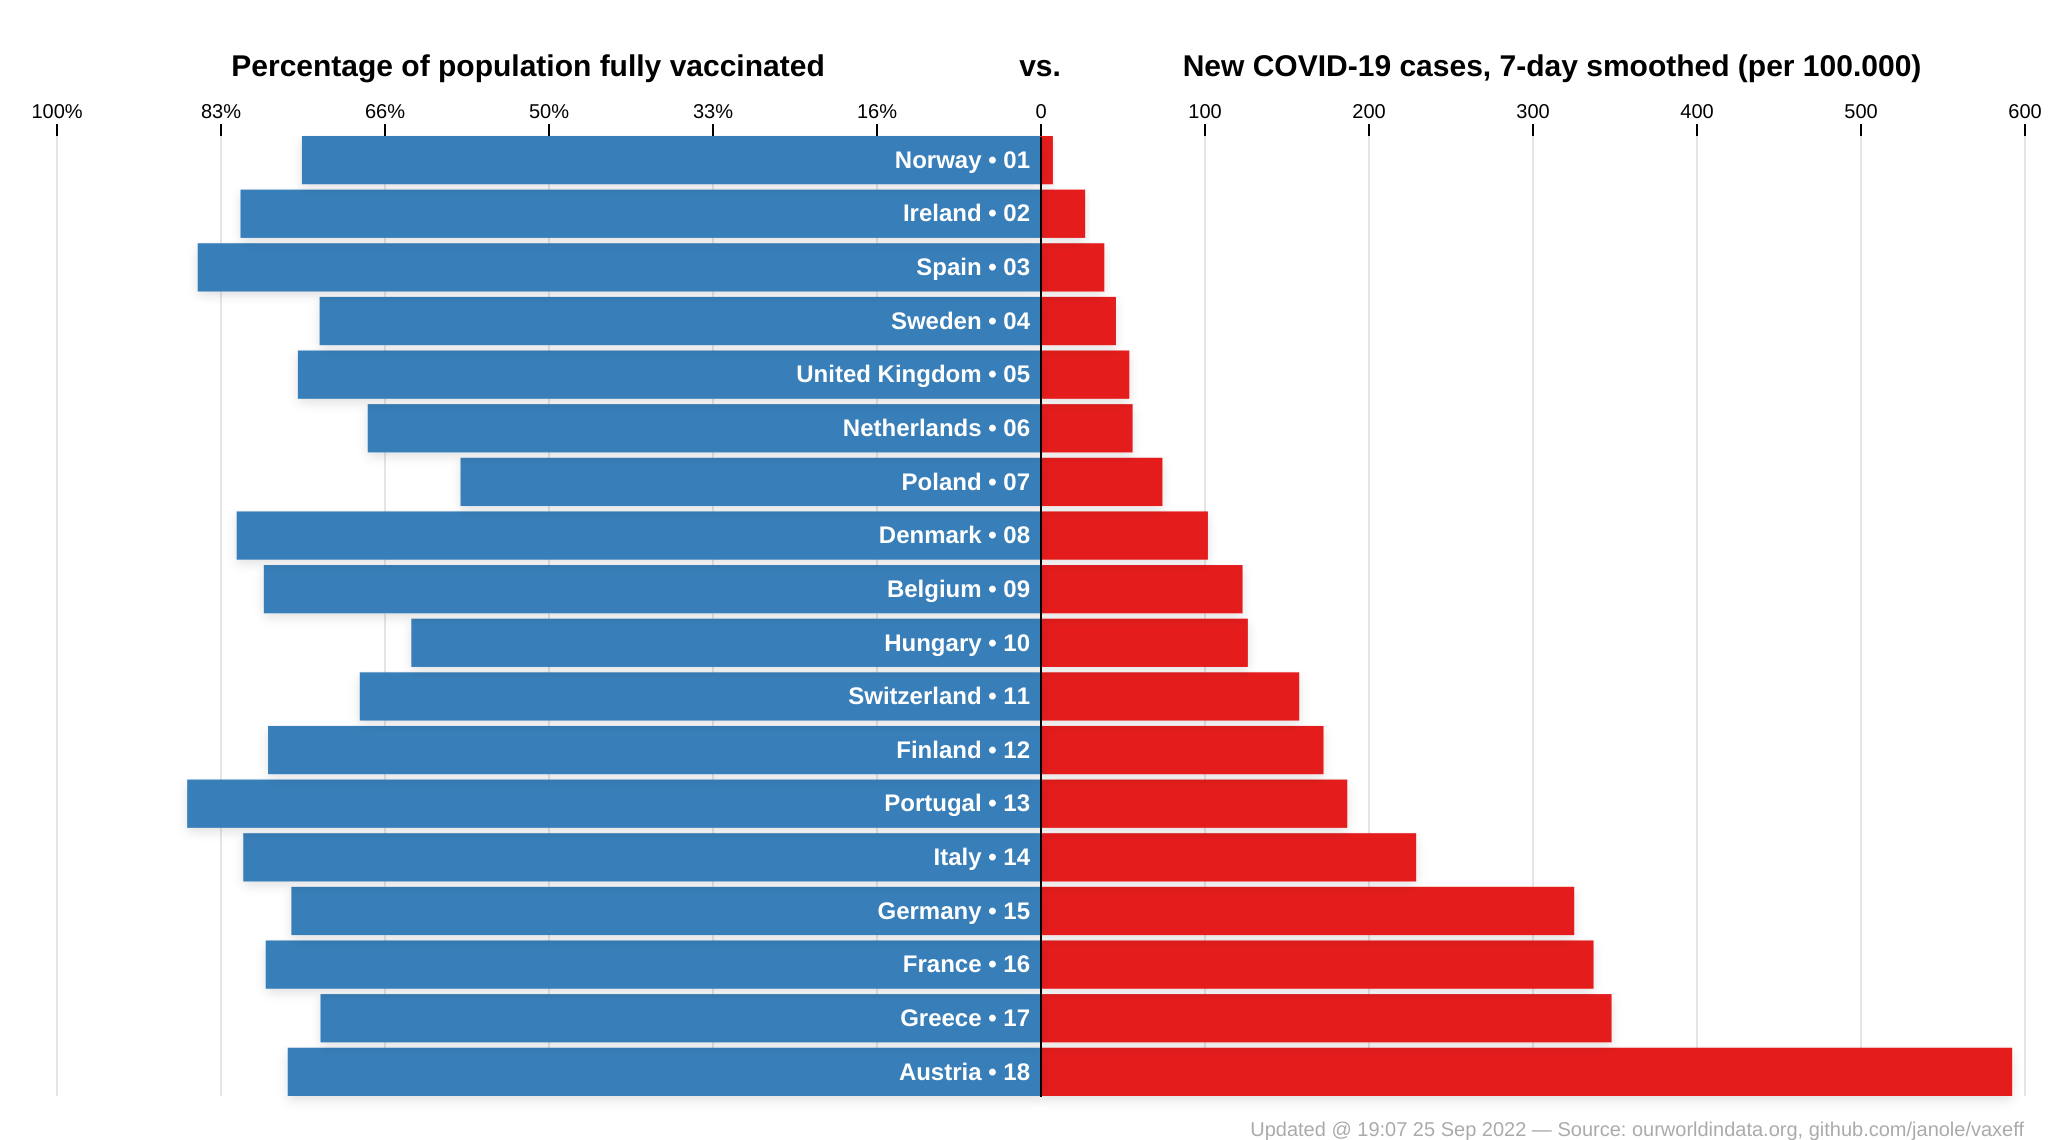 Percentage of population fully vaccinated vs. New COVID-19 cases, 7-day smoothed (per 100.000)
100% 83% 66% 50% 33% 16% 0 100 200 300 400 500 600
Norway • 01
Ireland • 02
Spain • 03
Sweden • 04
United Kingdom • 05
Netherlands • 06
Poland • 07
Denmark • 08
Belgium • 09
Hungary • 10
Switzerland • 11
Finland • 12
Portugal • 13
Italy • 14
Germany • 15
France • 16
Greece • 17
Austria • 18
Updated @ 19:07 25 Sep 2022 — Source: ourworldindata.org, github.com/janole/vaxeff